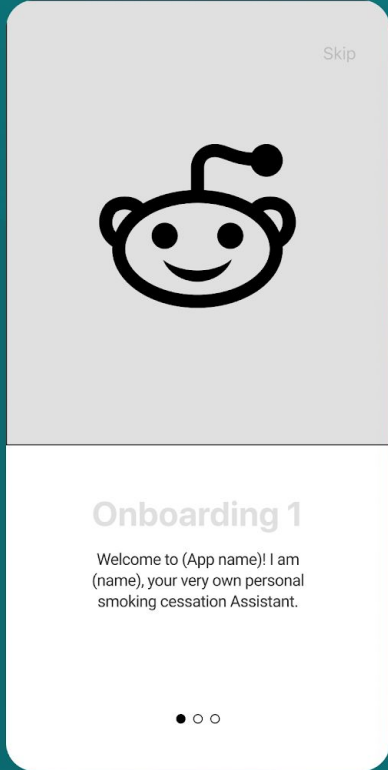 Skip
Onboarding 1
Welcome to (App name)! I am
(name), your very own personal
smoking cessation Assistant.